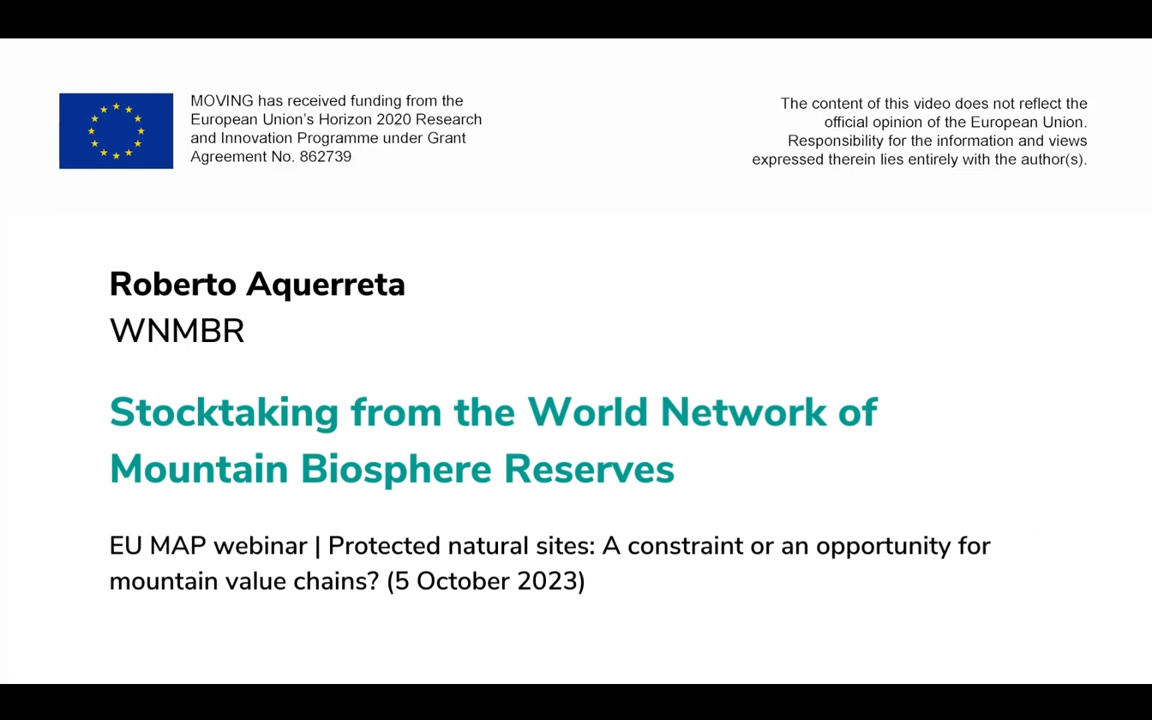 MOVING has received funding from the
European Union's Horizon 2020 Research
and Innovation Programme under Grant
Agreement No. 862739
The content of this video does not reflect the
official opinion of the European Union.
Responsibility for the information and views
expressed therein lies entirely with the author(s).
Roberto Aquerreta
WNMBR
Stocktaking from the World Network of
Mountain Biosphere Reserves
EU MAP webinar | Protected natural sites: A constraint or an opportunity for
mountain value chains? (5 October 2023)